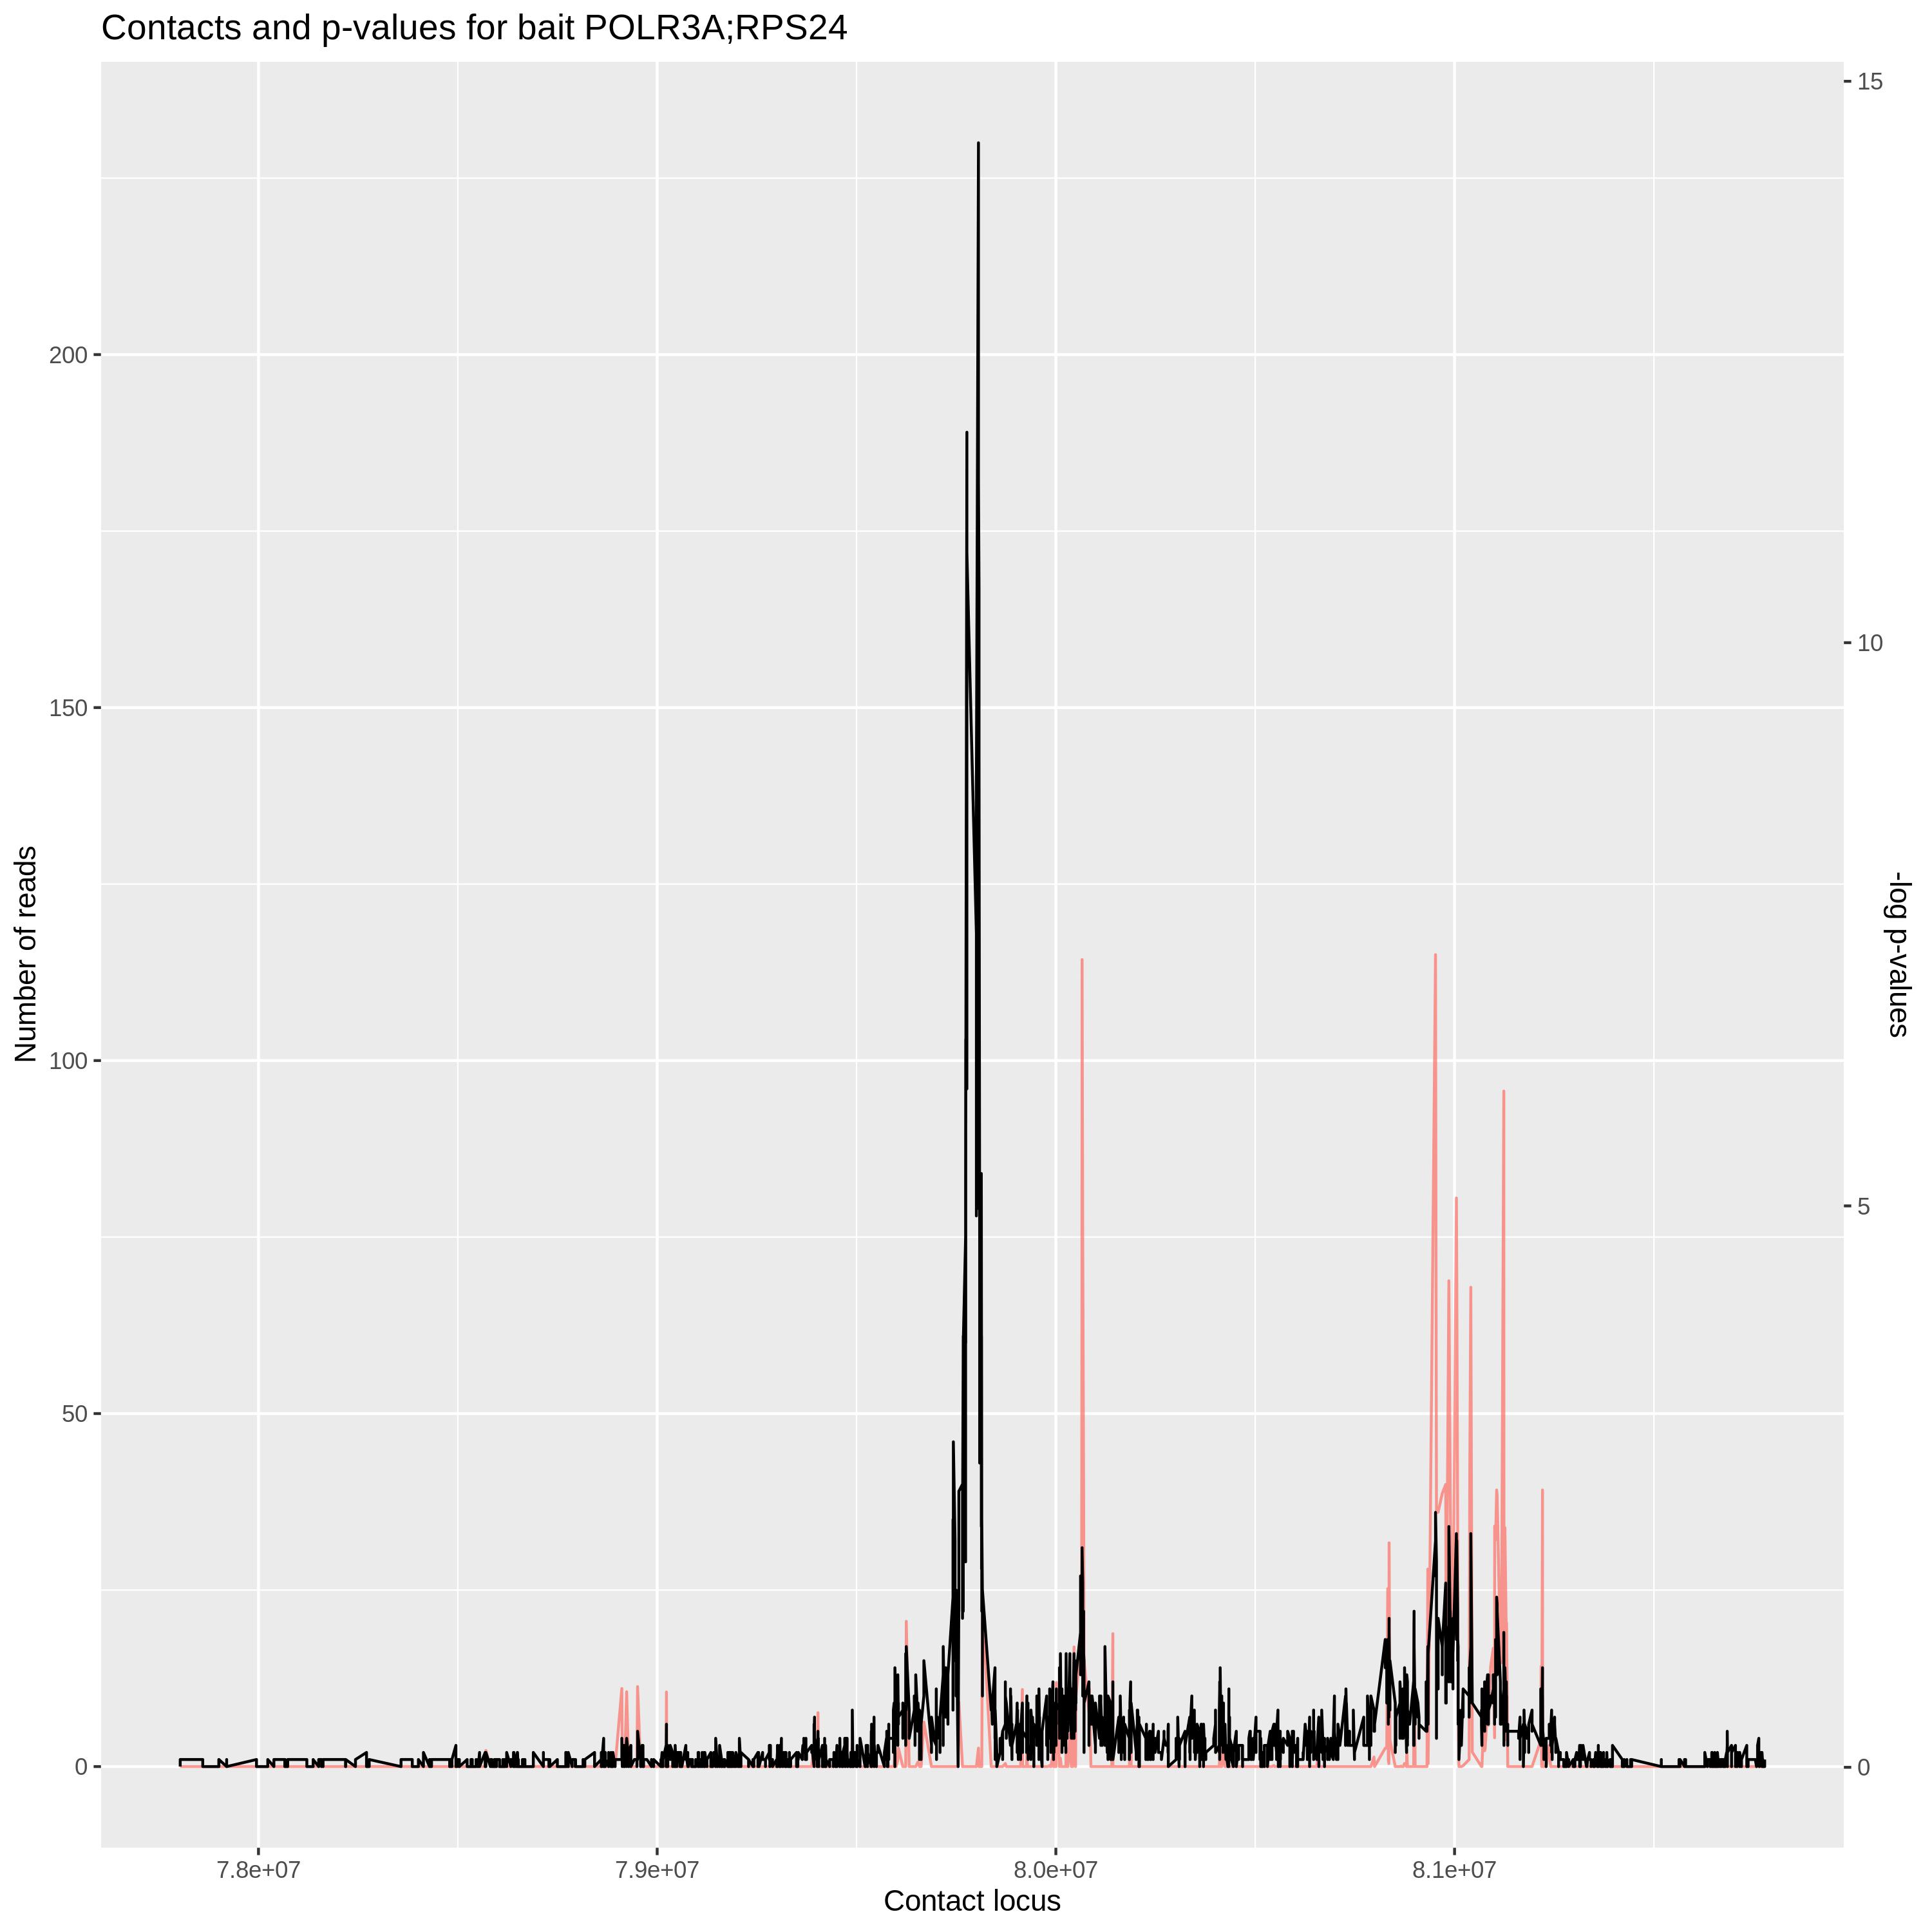 Contacts and p-values for bait POLR3A;RPS24
15
200
10
150
Number of reads
-log p-values
100
5
50
0
0
7.8e+07
7.9e+07
8.0e+07
8.1e+07
Contact locus